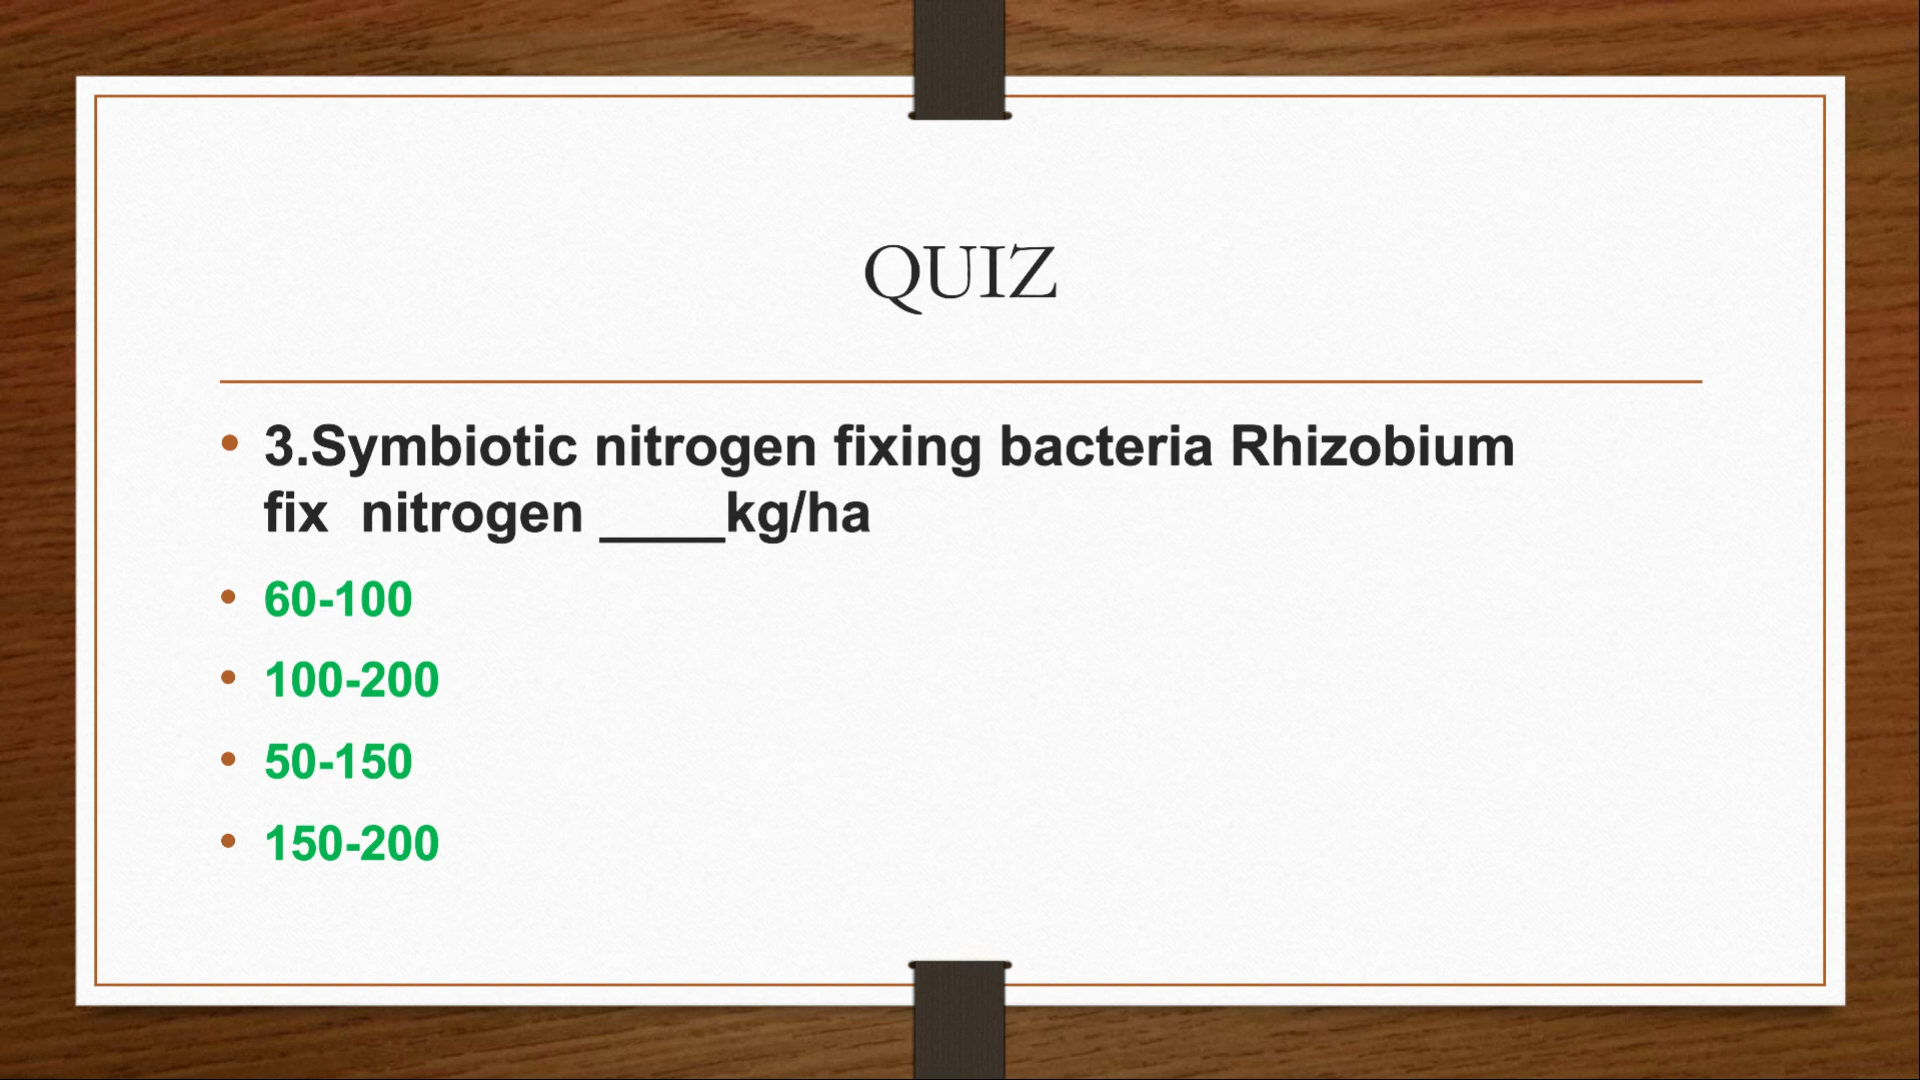 QUIZ
• 3.Symbiotic nitrogen fixing bacteria Rhizobium
fix  nitrogen ____kg/ha
• 60-100
• 100-200
• 50-150
• 150-200